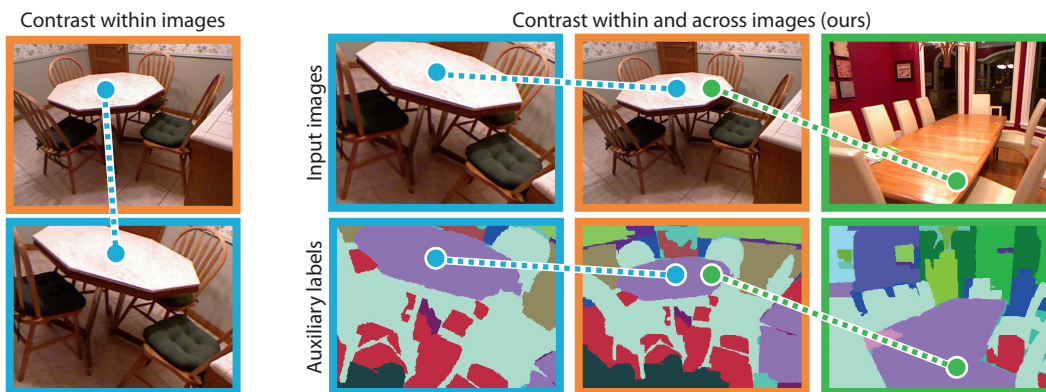 Contrast within images
Contrast within and across images (ours)
Input images
Auxiliary labels